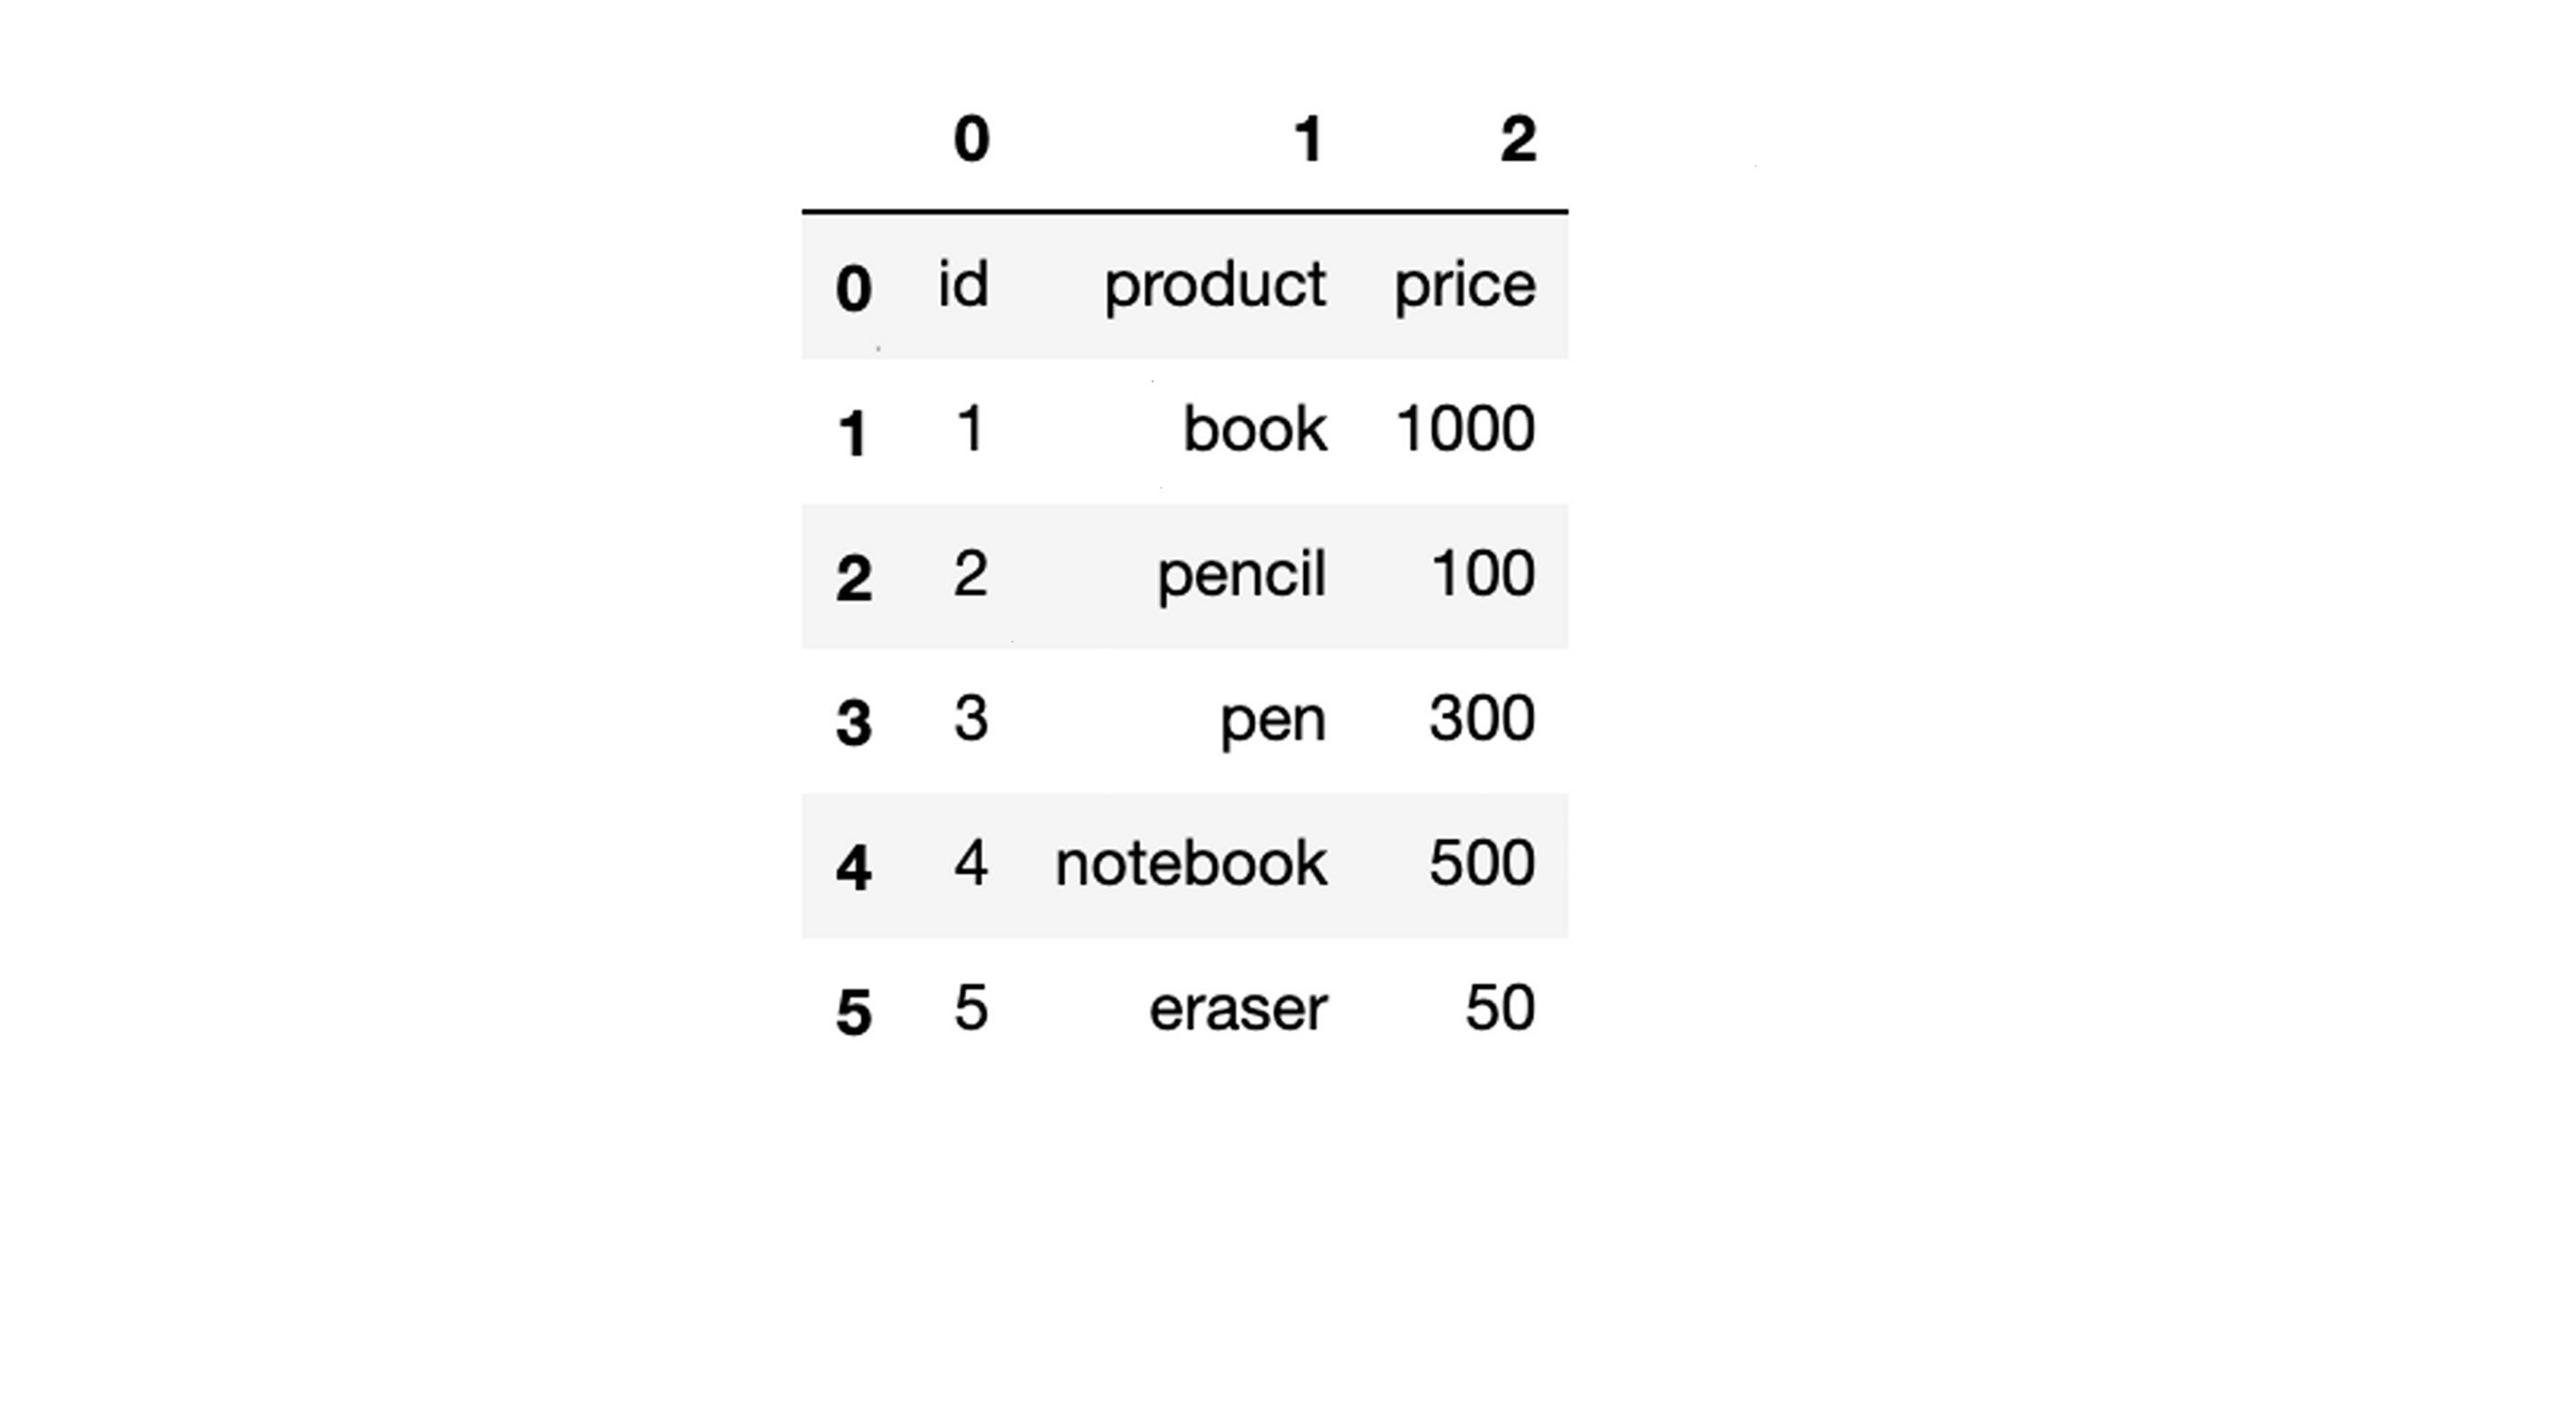 0 1 2
0 id product price
1 1 book 1000
2 2 pencil 100
3 3 pen 300
4 4 notebook 500
5 5 eraser 50